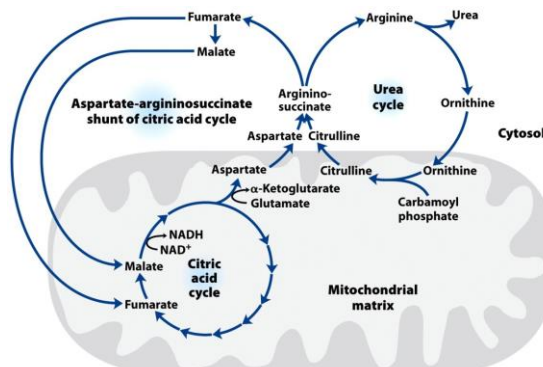 Fumarate
Arginine
Urea
Malate
Aspartate-argininosuccinate
shunt of citric acid cycle
Arginino-
succinate
Urea
cycle
Ornithine
Cytosol
Aspartate
Citrulline
Aspartate
Citrulline
Ornithine
α-Ketoglutarate
Glutamate
Carbamoyl
phosphate
NADH
NAD+
Malate
Citric
acid
cycle
Fumarate
Mitochondrial
matrix